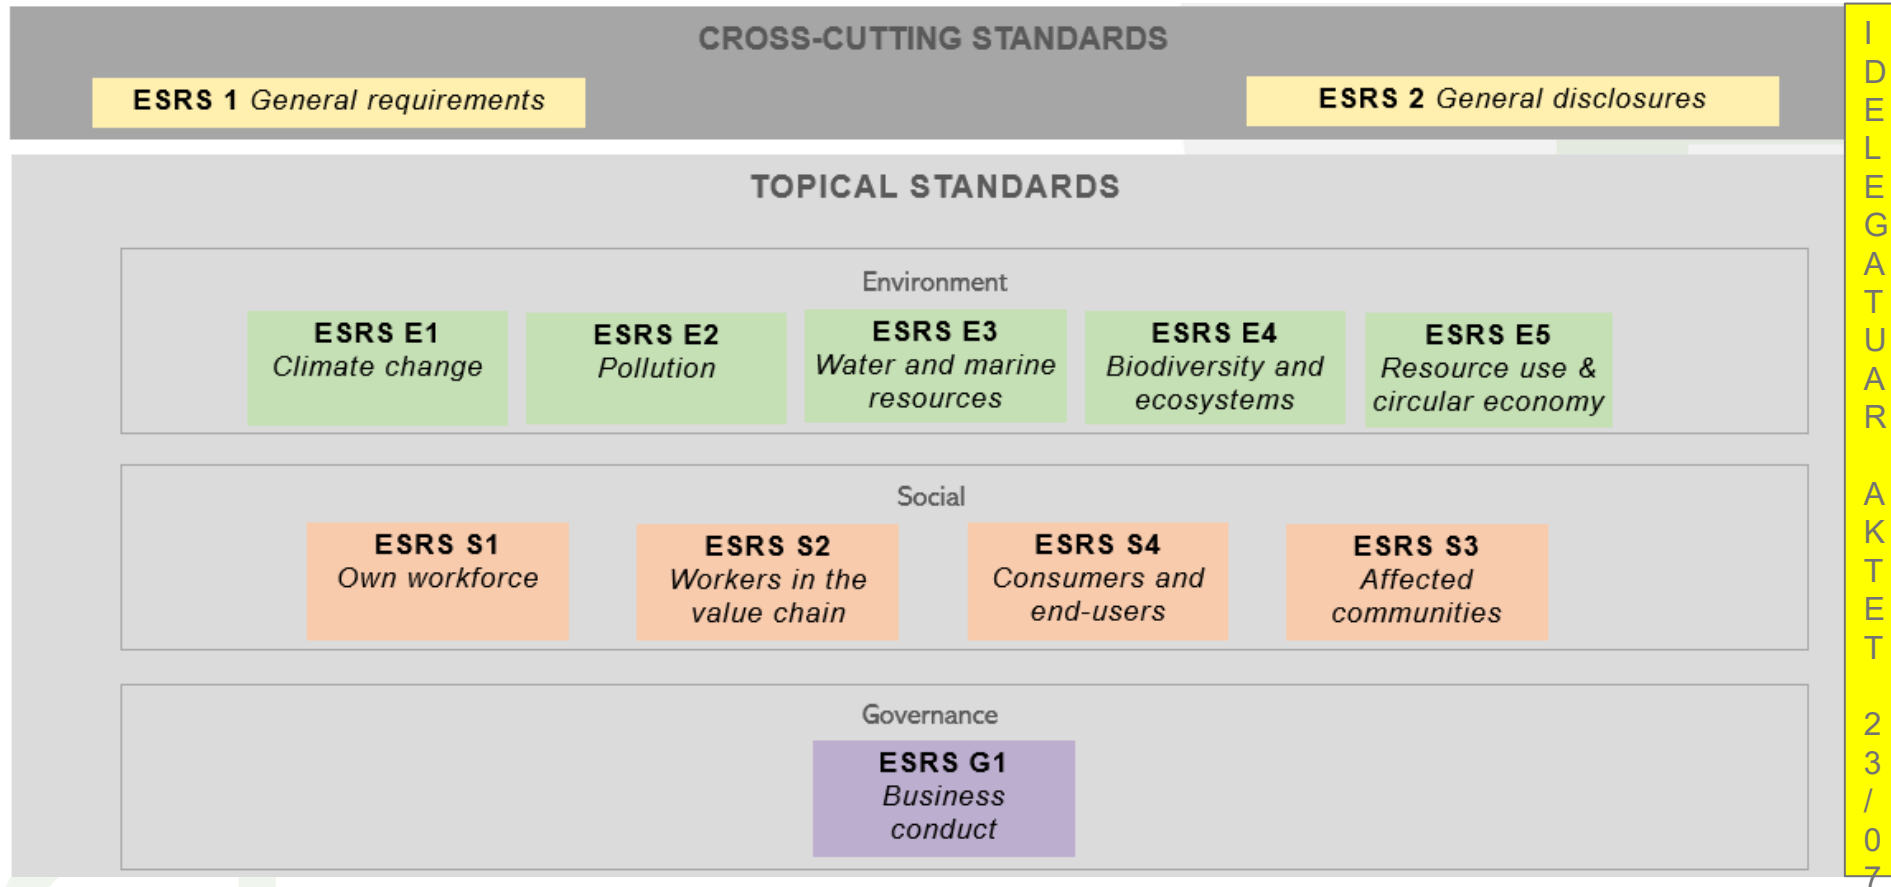 CROSS-CUTTING STANDARDS
ESRS 1 General requirements
ESRS 2 General disclosures
TOPICAL STANDARDS
Environment
ESRS E1
Climate change
ESRS E2
Pollution
ESRS E3
Water and marine
resources
ESRS E4
Biodiversity and
ecosystems
ESRS E5
Resource use &
circular economy
Social
ESRS S1
Own workforce
ESRS S2
Workers in the
value chain
ESRS S4
Consumers and
end-users
ESRS S3
Affected
communities
Governance
ESRS G1
Business
conduct
I
D
E
L
E
G
A
T
U
A
R
A
K
T
E
T
2
3
/
0
7